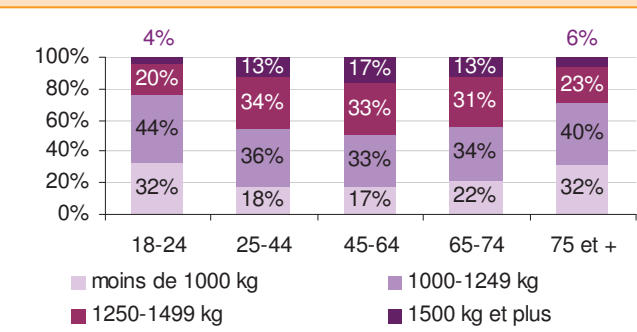 4% 6%
100% 13% 17% 13%
80% 20% 34% 33% 31% 23%
60% 44% 36% 33% 34% 40%
40%
20% 32% 18% 17% 22% 32%
0%
18-24 25-44 45-64 65-74 75 et +
moins de 1000 kg 1000-1249 kg
1250-1499 kg 1500 kg et plus